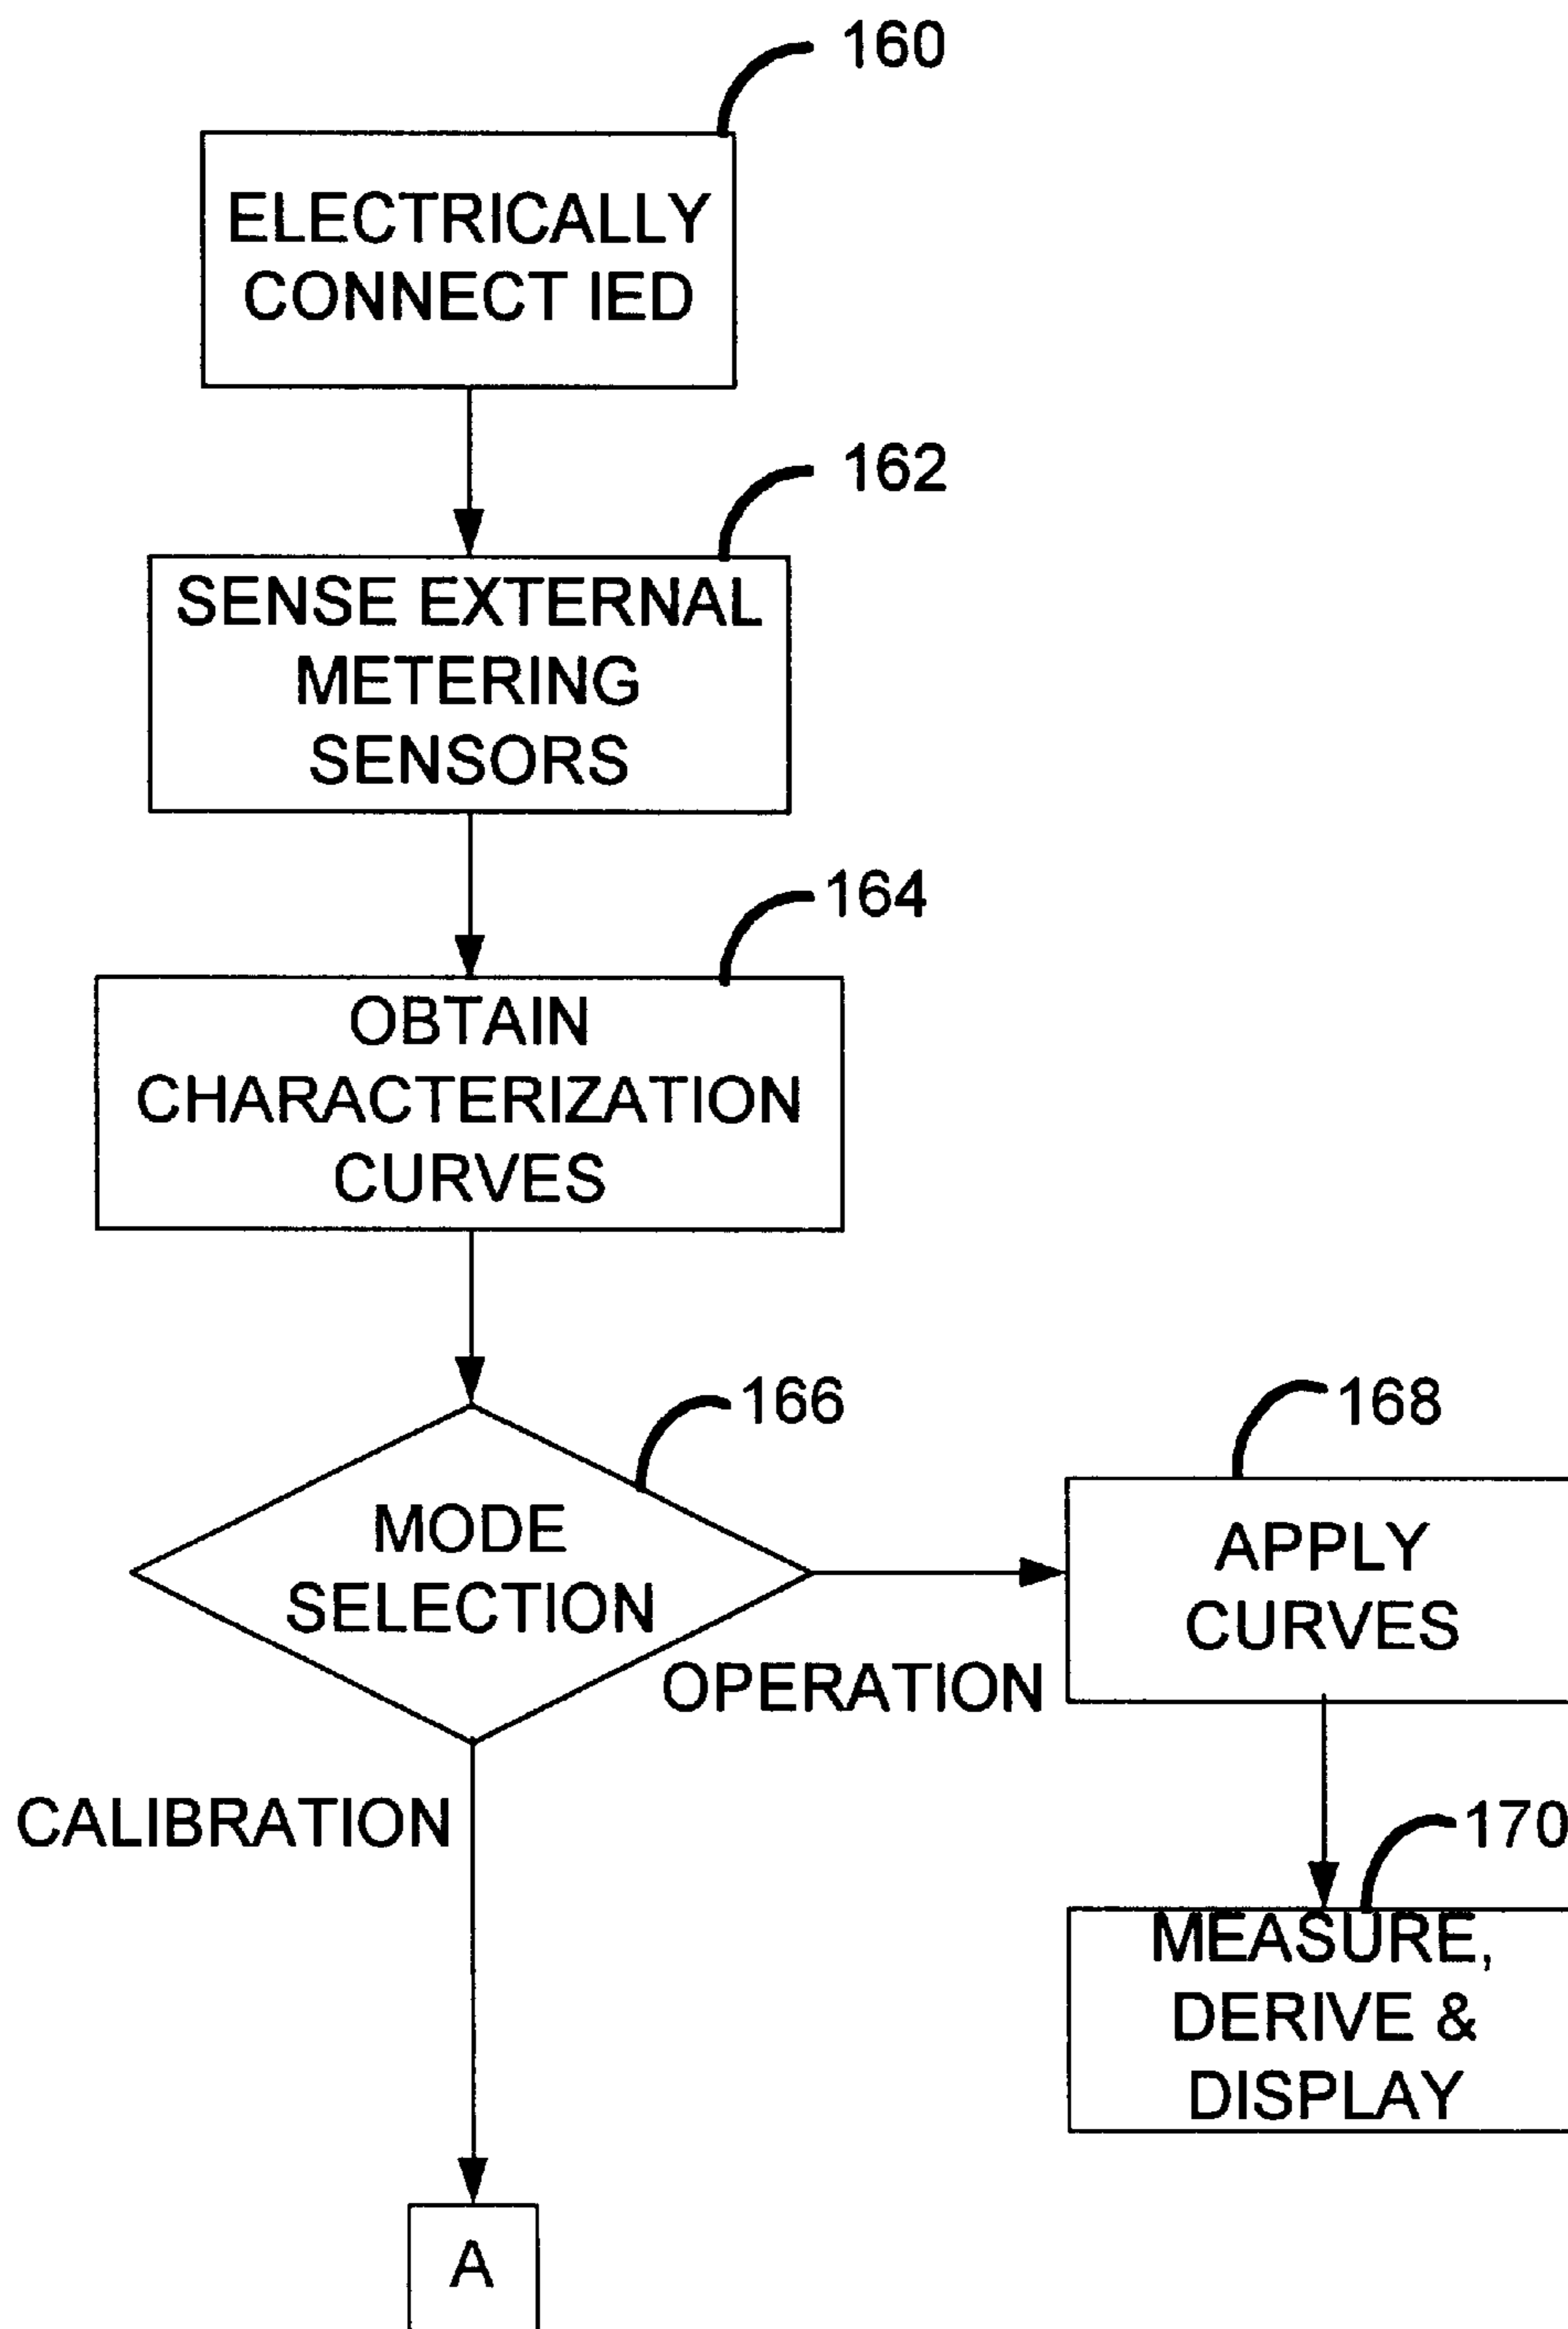 160
ELECTRICALLY
CONNECT IED
162
SENSE EXTERNAL
METERING
SENSORS
164
OBTAIN
CHARACTERIZATION
CURVES
166
MODE
SELECTION
OPERATION
168
APPLY
CURVES
CALIBRATION
170
MEASURE,
DERIVE &
DISPLAY
A